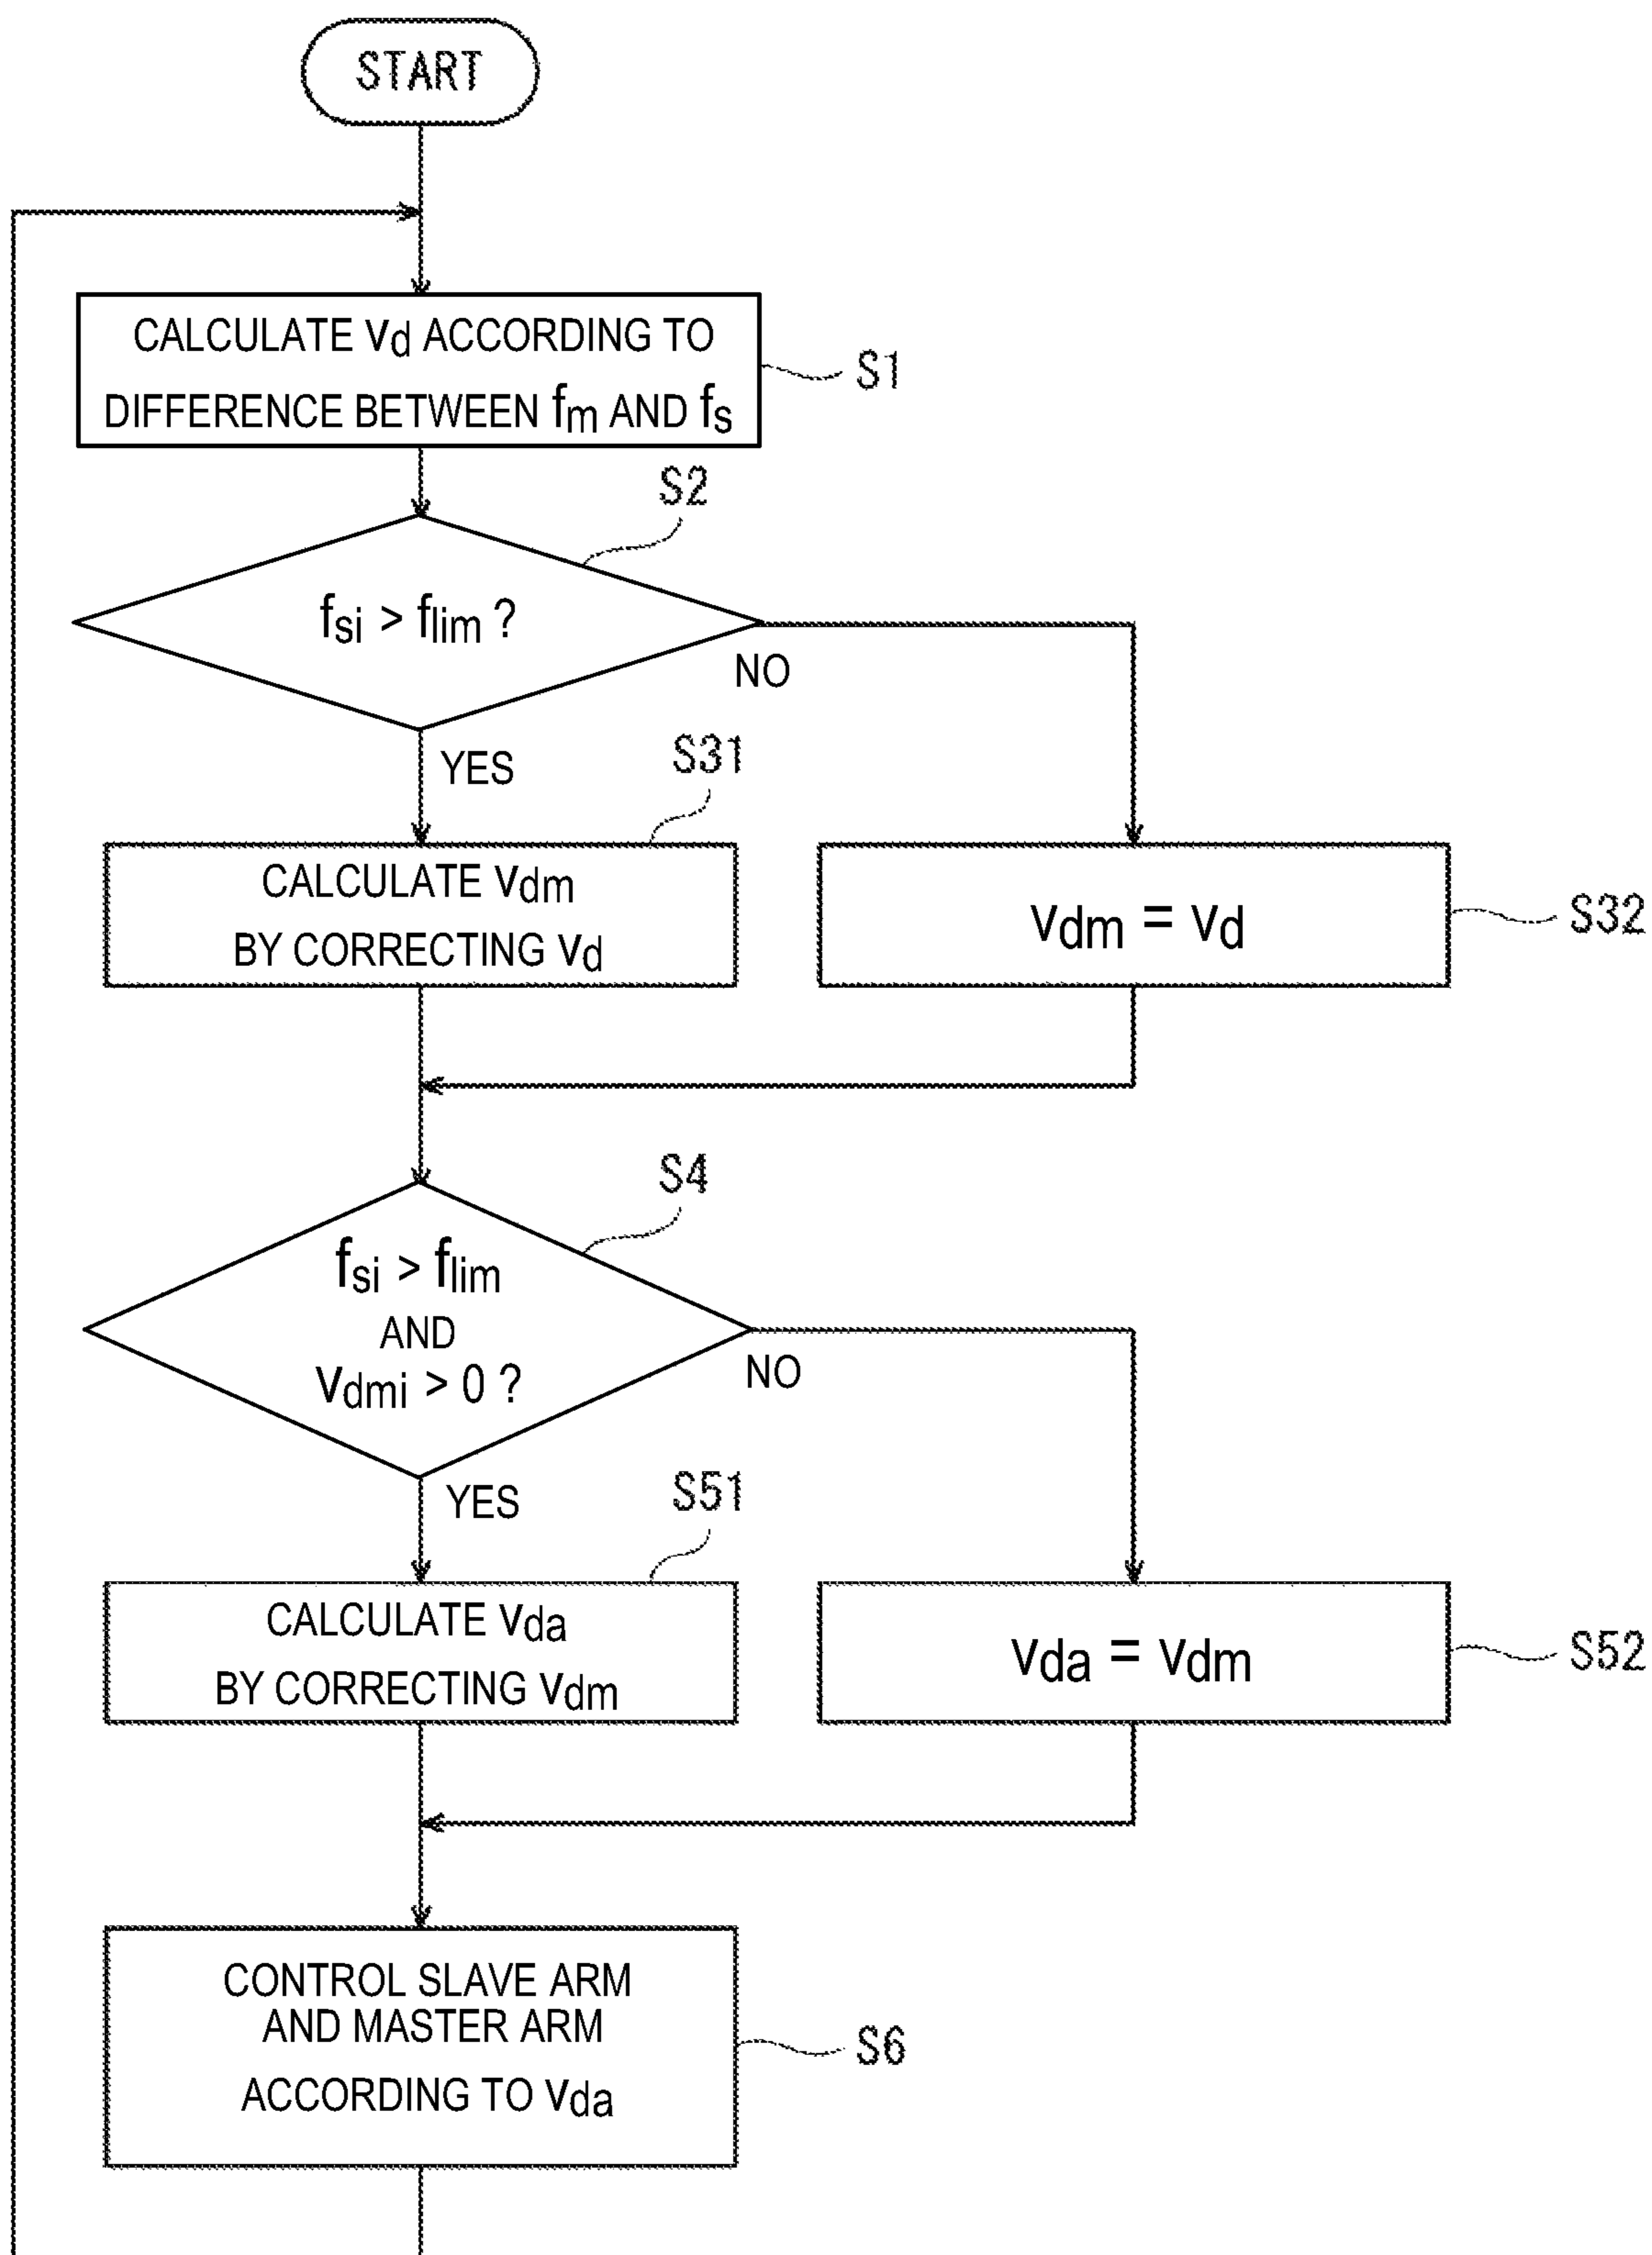 START
CALCULATE vd ACCORDING TO
DIFFERENCE BETWEEN fm AND fs
S1
S2
fsi > flim ?
NO
YES
S31
CALCULATE vdm
BY CORRECTING vd
vdm = vd
S32
S4
fsi > flim
AND
vdmi > 0 ?
NO
YES
S51
CALCULATE vda
BY CORRECTING vdm
vda = vdm
S52
CONTROL SLAVE ARM
AND MASTER ARM
ACCORDING TO vda
S6